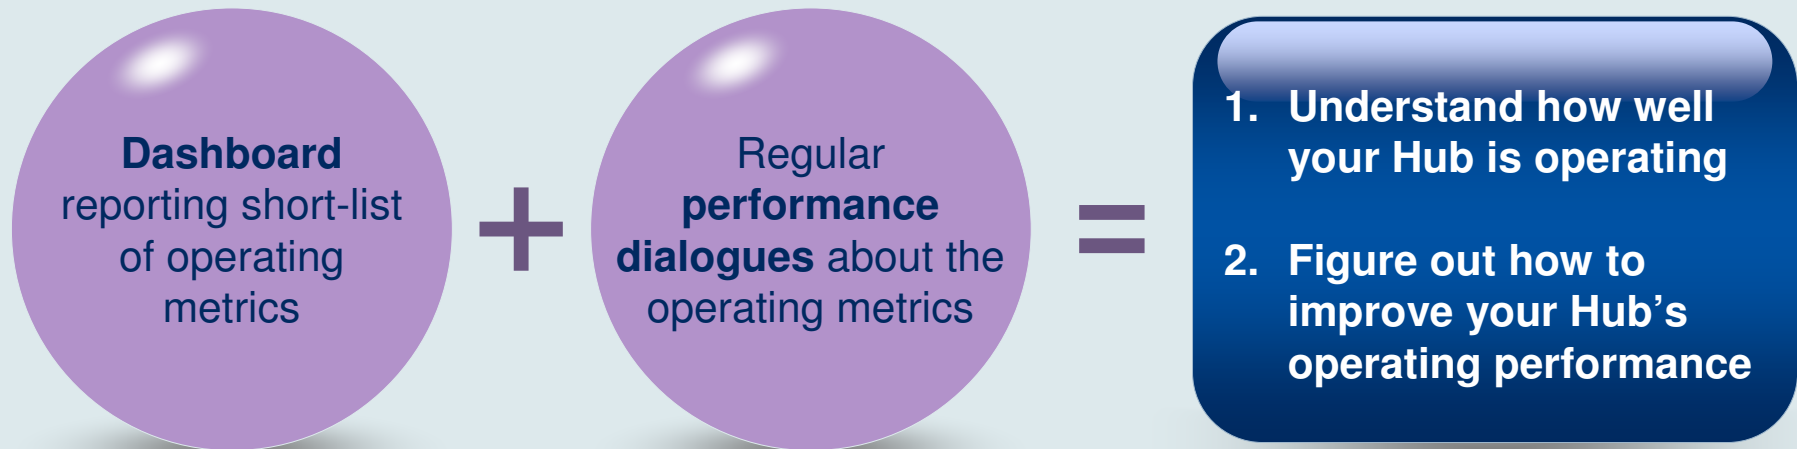 Dashboard
reporting short-list
of operating
metrics
+
Regular
performance
dialogues about the
operating metrics
=
1. Understand how well
your Hub is operating
2. Figure out how to
improve your Hub’s
operating performance